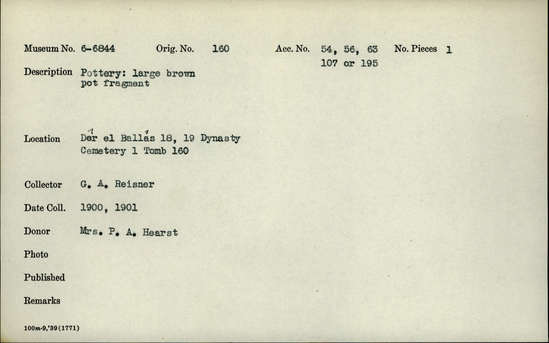 Museum No. 6-6844 Orig. No. 160 Acc. No. 54, 56, 63 No. Pieces 1
107 or 195
Description Pottery: large brown
pot fragment
Location Dêr el Ballás 18, 19 Dynasty
Cemetery 1 Tomb 160
Collector G. A. Reisner
Date Coll. 1900, 1901
Donor Mrs. P. A. Hearst
Photo
Published
Remarks
100m-9,'39(1771)